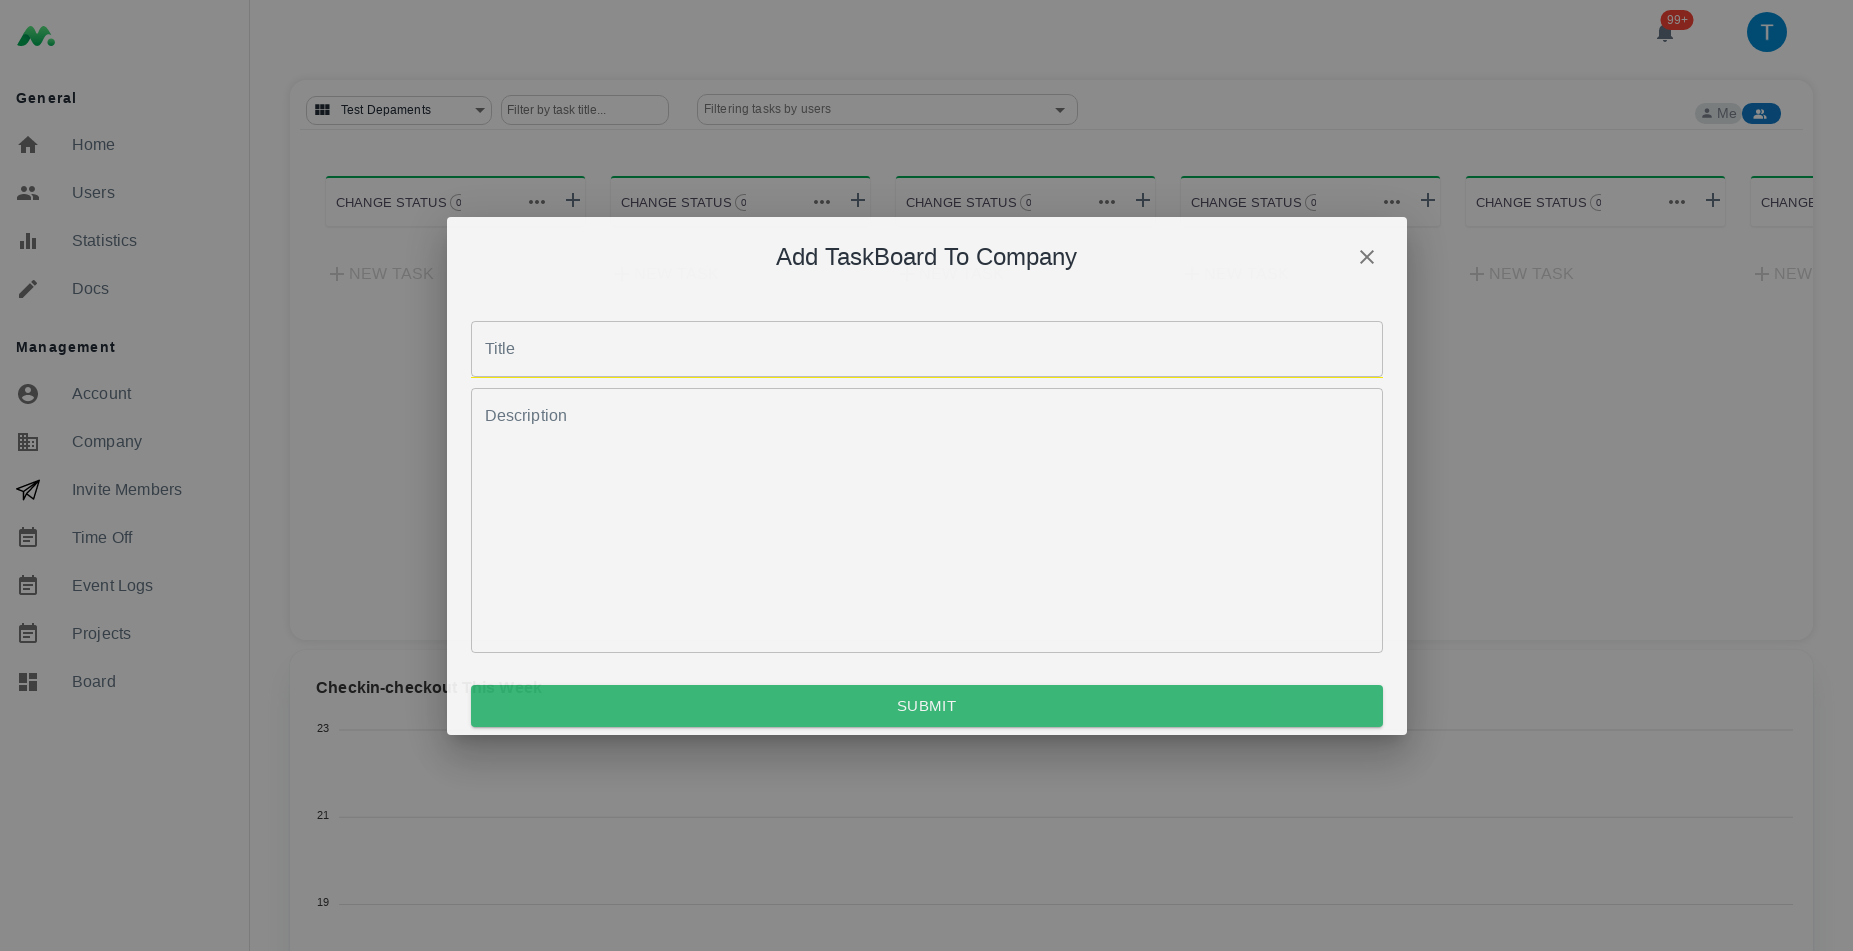 99+
T
General
Home
Users
Statistics
Docs
Management
Account
Company
Invite Members
Time Off
Event Logs
Projects
Board
Test Depaments
Filter by task title...
Filtering tasks by users
Me
CHANGE STATUS 0
CHANGE STATUS 0
CHANGE STATUS 0
CHANGE STATUS 0
CHANGE STATUS 0
CHANGE
NEW TASK
NEW TASK
NEW
Add TaskBoard To Company
Title
Description
SUBMIT
Checkin-checkout This Week
23
21
19